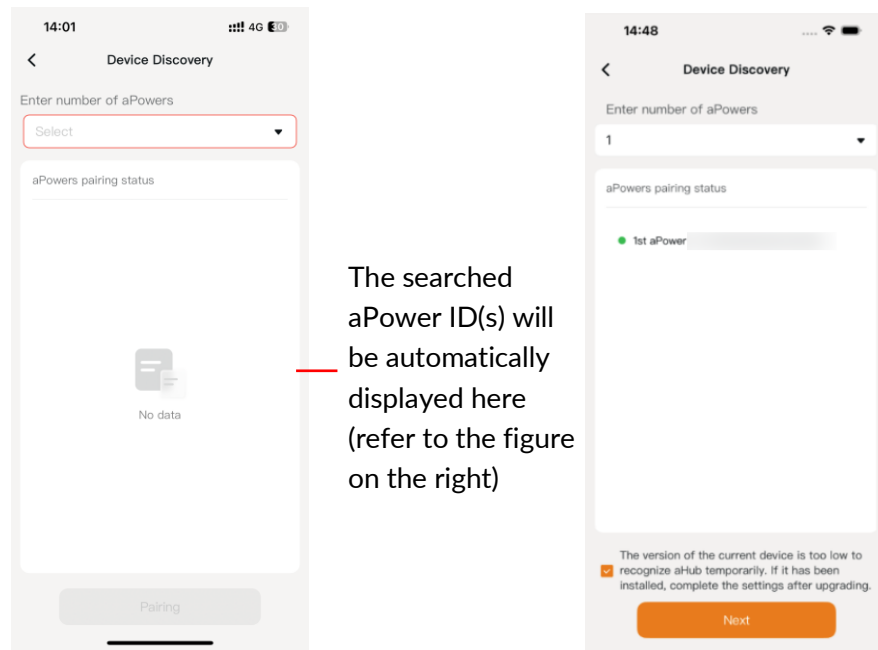 14:01
4G 30
Device Discovery
Enter number of aPowers
Select
aPowers pairing status
No data
Pairing
The searched
aPower ID(s) will
be automatically
displayed here
(refer to the figure
on the right)
14:48
Device Discovery
Enter number of aPowers
1
aPowers pairing status
1st aPower
The version of the current device is too low to
recognize aHub temporarily. If it has been
installed, complete the settings after upgrading.
Next